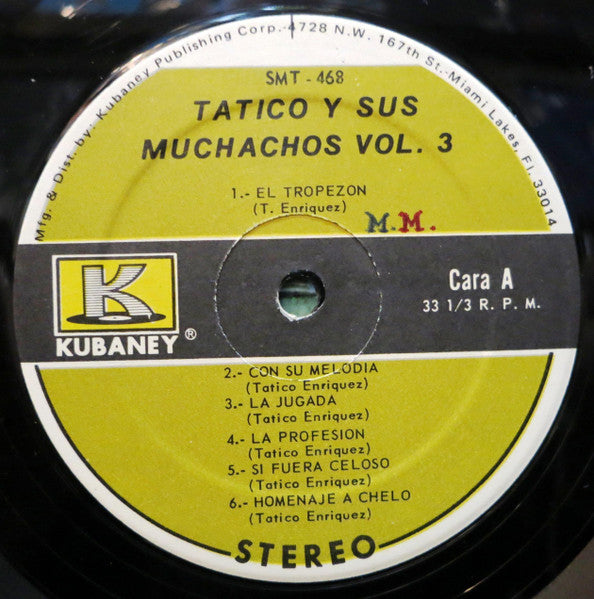 Mfg. & Dist. by: Kubaney Publishing Corp. 4728 N.W. 167th St.-Miami Lakes, Fl. 33014
SMT - 468
TATICO Y SUS
MUCHACHOS VOL. 3
1.- EL TROPEZON
(T. Enriquez)
M.M.
K
KUBANEY®
Cara A
33 1/3 R. P. M.
2.- CON SU MELODIA
(Tatico Enriquez)
3.- LA JUGADA
(Tatico Enriquez)
4.- LA PROFESION
(Tatico Enriquez)
5.- SI FUERA CELOSO
(Tatico Enriquez)
6.- HOMENAJE A CHELO
(Tatico Enriquez)
STEREO